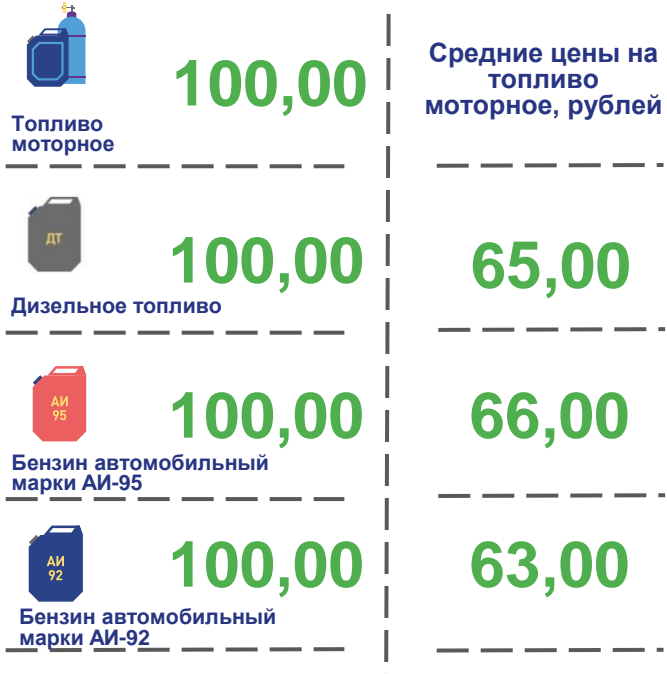 100,00
Топливо
моторное
Средние цены на
топливо
моторное, рублей
ДТ
100,00
65,00
Дизельное топливо
АИ
95
100,00
66,00
Бензин автомобильный
марки АИ-95
АИ
92
100,00
63,00
Бензин автомобильный
марки АИ-92